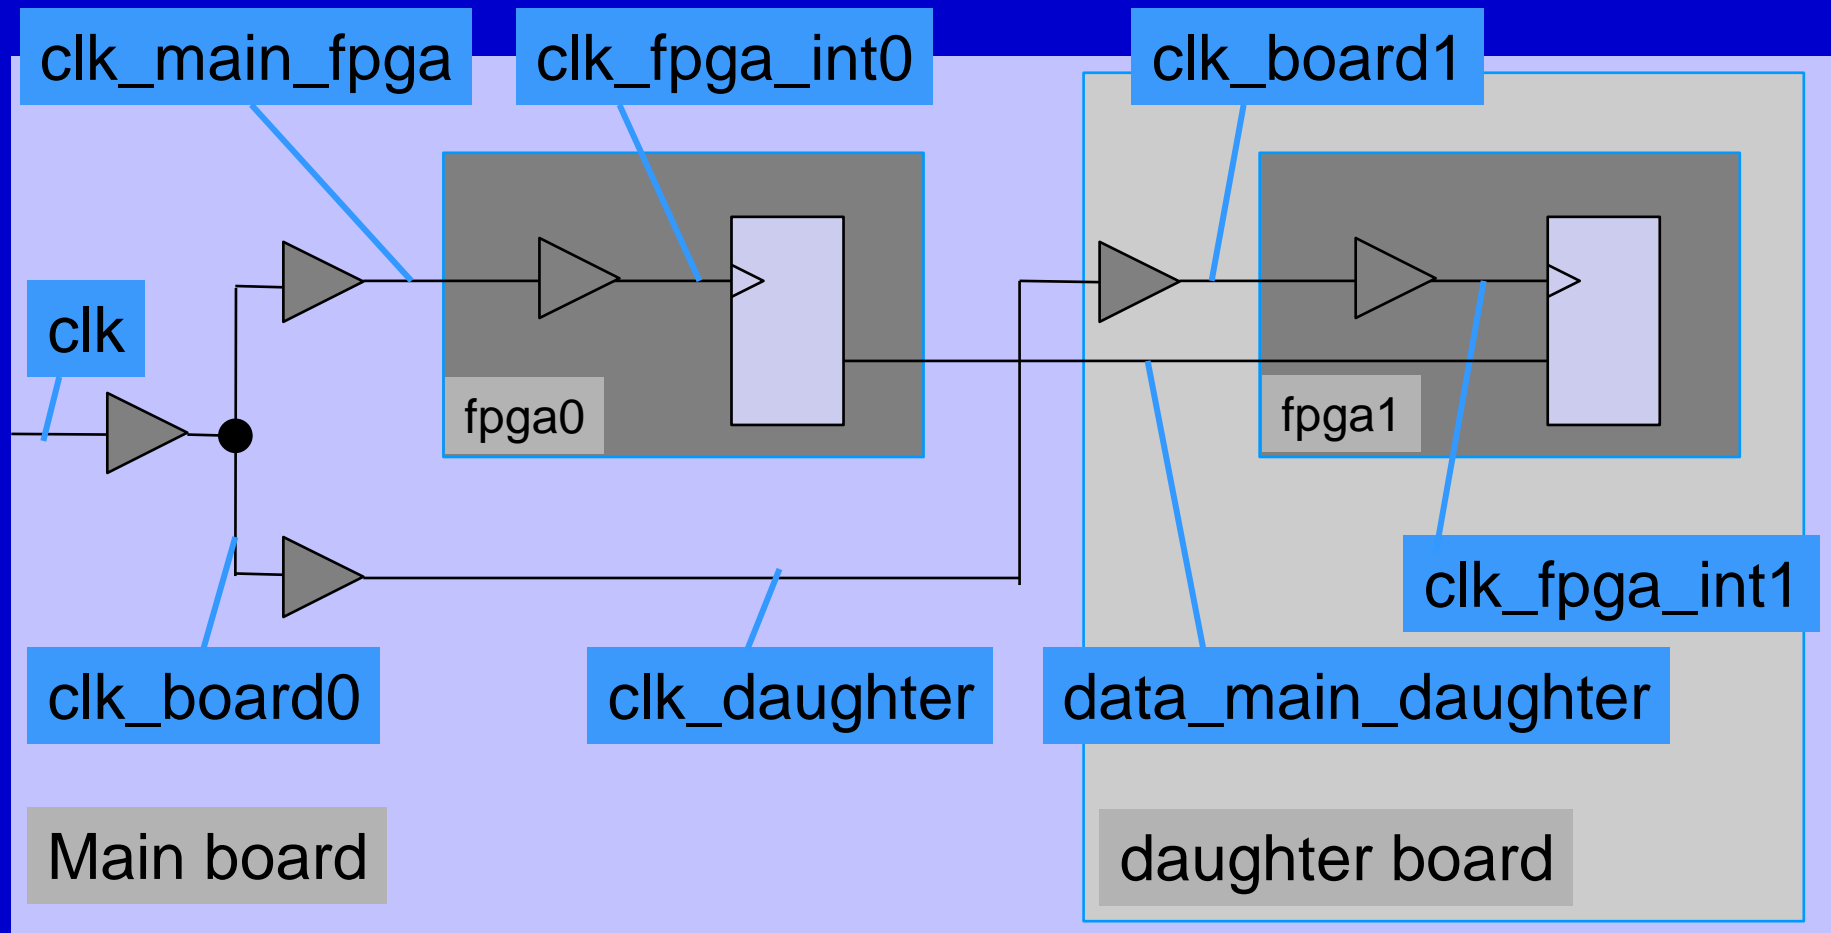 clk_main_fpga
clk_fpga_int0
clk_board1
clk
fpga0
fpga1
clk_fpga_int1
clk_board0
clk_daughter
data_main_daughter
Main board
daughter board